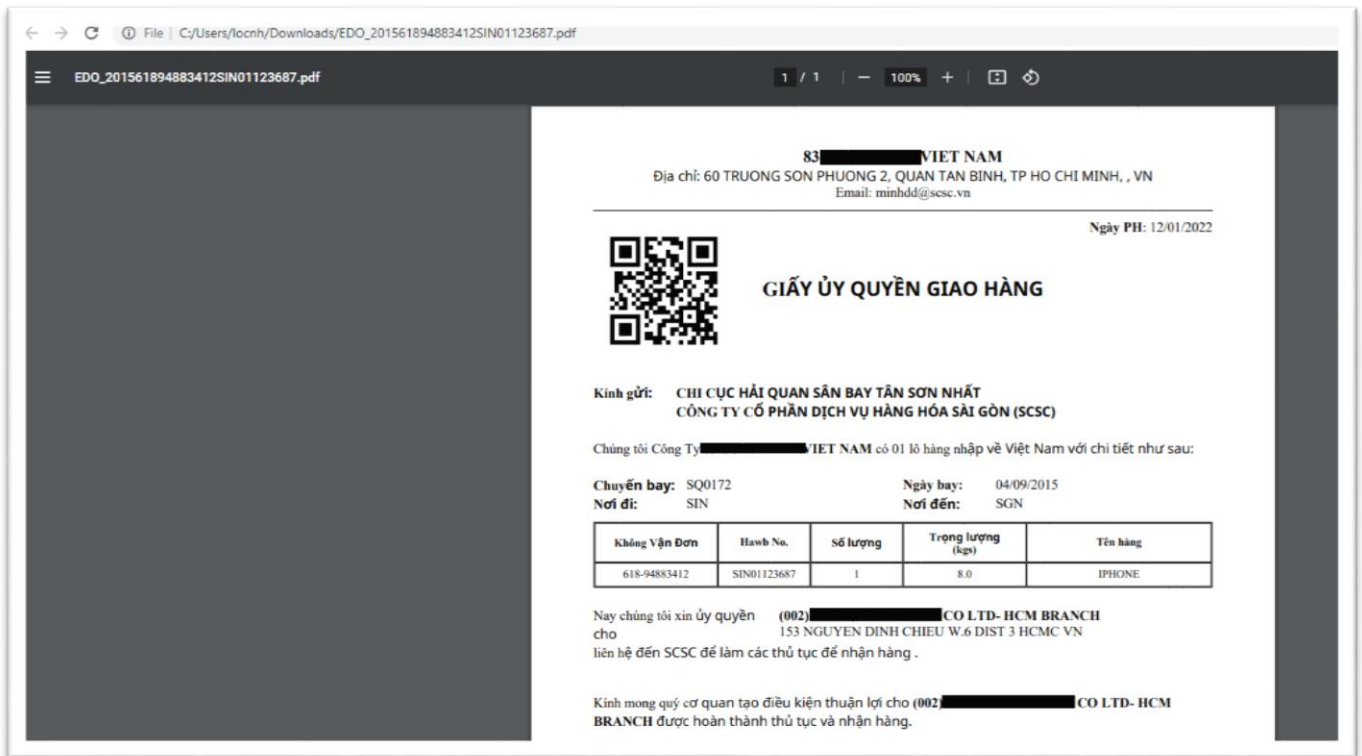 File | C:/Users/locnh/Downloads/EDO_201561894883412SIN01123687.pdf
EDO_201561894883412SIN01123687.pdf 1 / 1 | − 100% + |
83 VIET NAM
Địa chỉ: 60 TRUONG SON PHUONG 2, QUAN TAN BINH, TP HO CHI MINH, , VN
Email: minhdd@scsc.vn
Ngày PH: 12/01/2022
GIẤY ỦY QUYỀN GIAO HÀNG
Kính gửi: CHI CỤC HẢI QUAN SÂN BAY TÂN SƠN NHẤT
CÔNG TY CỔ PHẦN DỊCH VỤ HÀNG HÓA SÀI GÒN (SCSC)
Chúng tôi Công Ty VIET NAM có 01 lô hàng nhập về Việt Nam với chi tiết như sau:
Chuyến bay: SQ0172 Ngày bay: 04/09/2015
Nơi đi: SIN Nơi đến: SGN
Không Vận Đơn Hawb No. Số lượng Trọng lượng (kgs) Tên hàng
618-94883412 SIN01123687 1 8.0 IPHONE
Nay chúng tôi xin ủy quyền cho (002) CO LTD- HCM BRANCH
153 NGUYEN DINH CHIEU W.6 DIST 3 HCMC VN
liên hệ đến SCSC để làm các thủ tục để nhận hàng .
Kính mong quý cơ quan tạo điều kiện thuận lợi cho (002) CO LTD- HCM
BRANCH được hoàn thành thủ tục và nhận hàng.